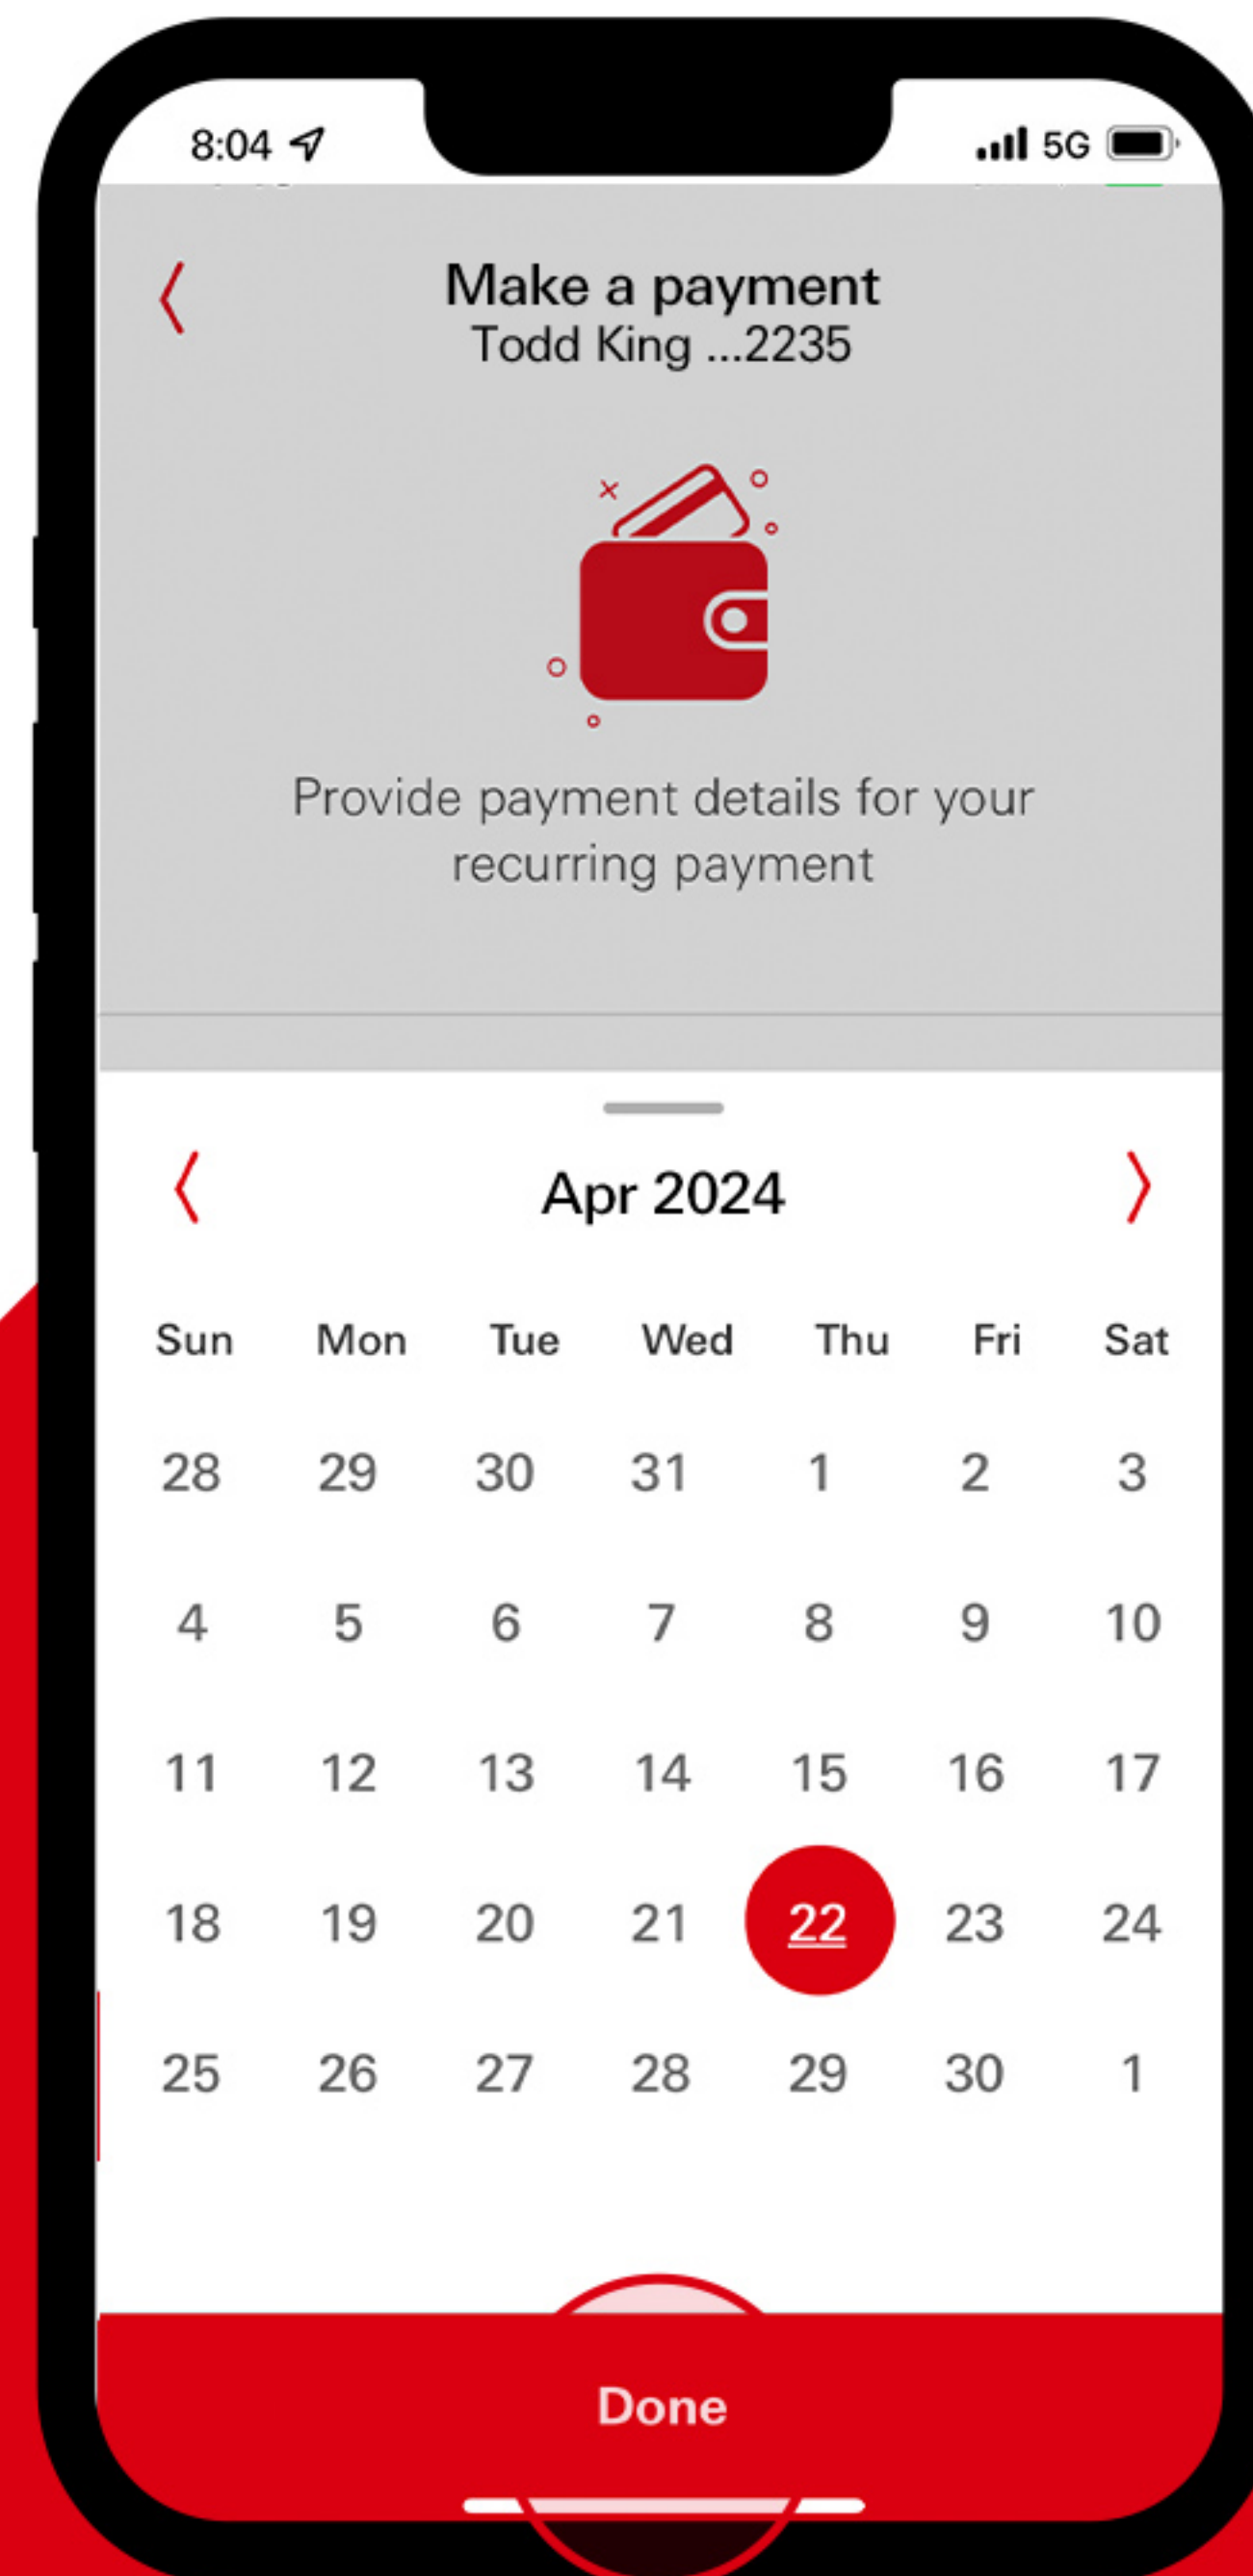 8:04 5G
Make a payment
Todd King ...2235
Provide payment details for your
recurring payment
Apr 2024
Sun Mon Tue Wed Thu Fri Sat
28 29 30 31 1 2 3
4 5 6 7 8 9 10
11 12 13 14 15 16 17
18 19 20 21 22 23 24
25 26 27 28 29 30 1
Done